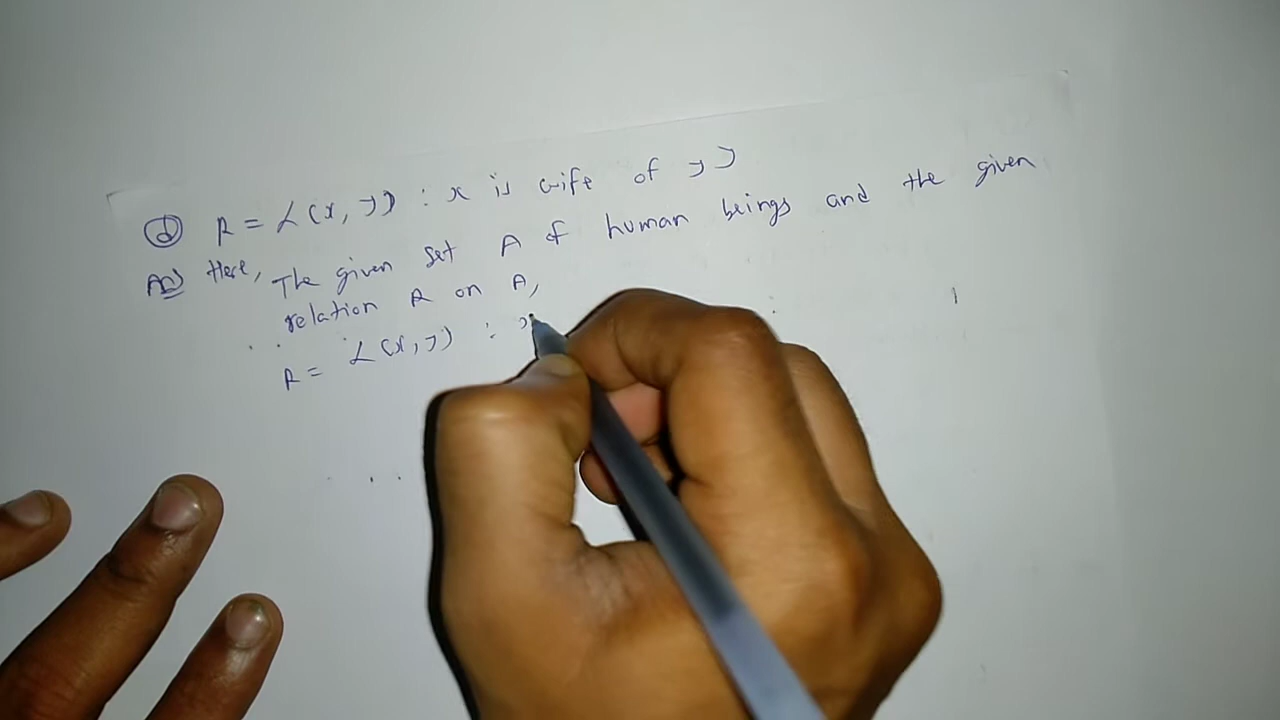 (d) R = {(x, y) : x is wife of y}
Ans Here, The given set A of human beings and the given
relation R on A,
R = {(x, y) : x